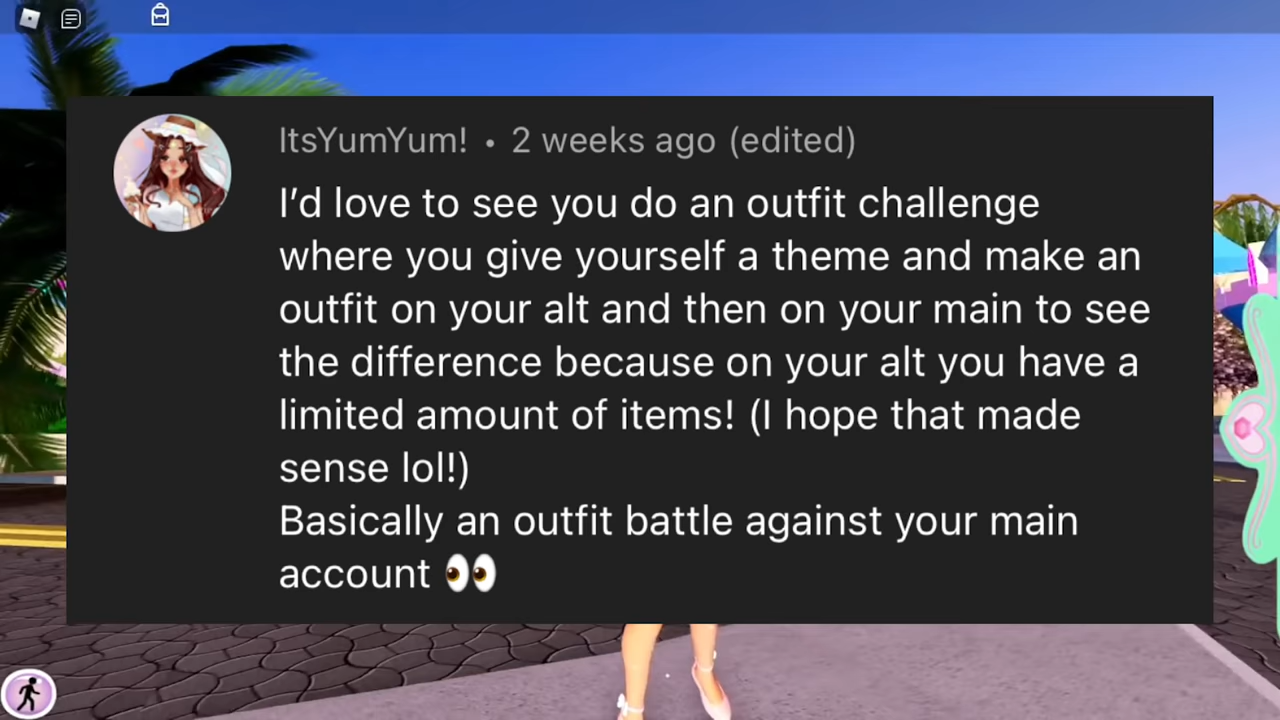 ItsYumYum! • 2 weeks ago (edited)
I’d love to see you do an outfit challenge
where you give yourself a theme and make an
outfit on your alt and then on your main to see
the difference because on your alt you have a
limited amount of items! (I hope that made
sense lol!)
Basically an outfit battle against your main
account 👀